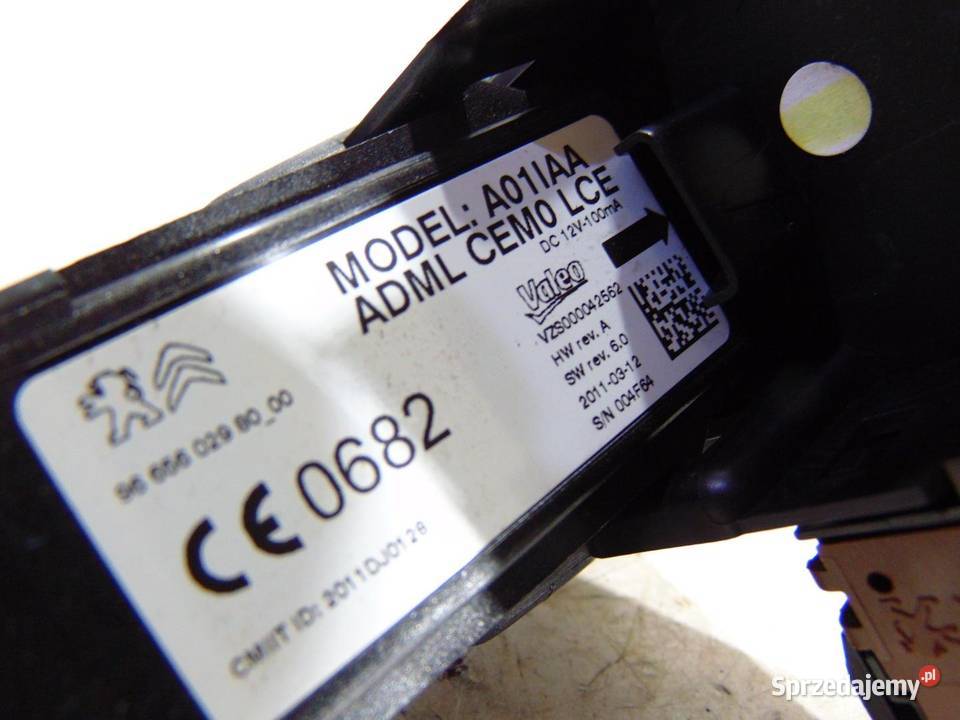 MODEL: A01IAA
ADML CEM0 LCE
DC 12V-100mA
Valeo
VZS000042562
HW rev. A
SW rev. 6.0
2011-03-12
S/N 004F64
96 656 029 80_00
CE 0682
CMIIT ID: 2011DJ0128
Sprzedajemy.pl